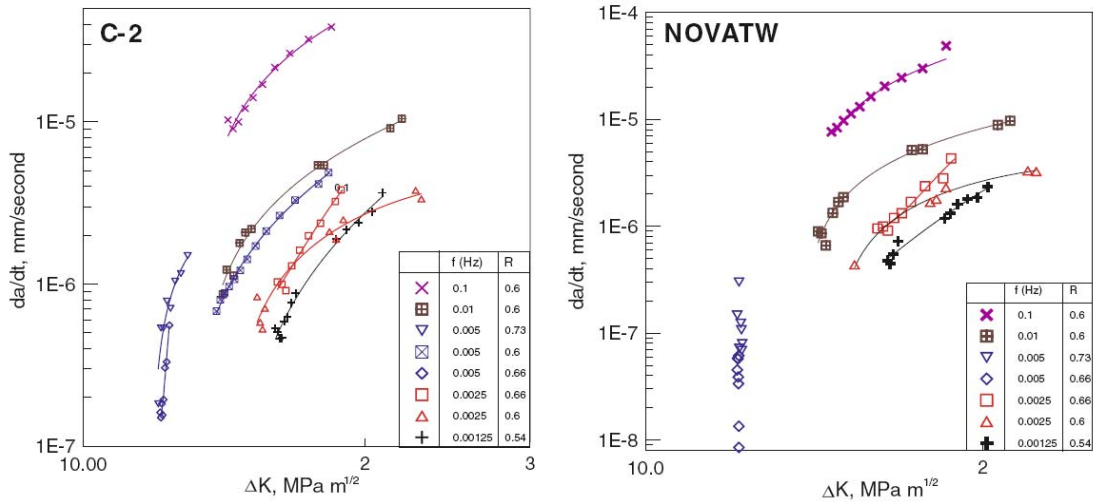 C-2
1E-5
1E-6
1E-7
da/dt, mm/second
10.00
2
3
ΔK, MPa m1/2
0.1
f (Hz) R
0.1 0.6
0.01 0.6
0.005 0.73
0.005 0.6
0.005 0.66
0.0025 0.66
0.0025 0.6
0.00125 0.54
NOVATW
1E-4
1E-5
1E-6
1E-7
1E-8
da/dt, mm/second
10.0
2
ΔK, MPa m1/2
f (Hz) R
0.1 0.6
0.01 0.6
0.005 0.73
0.005 0.66
0.0025 0.66
0.0025 0.6
0.00125 0.54